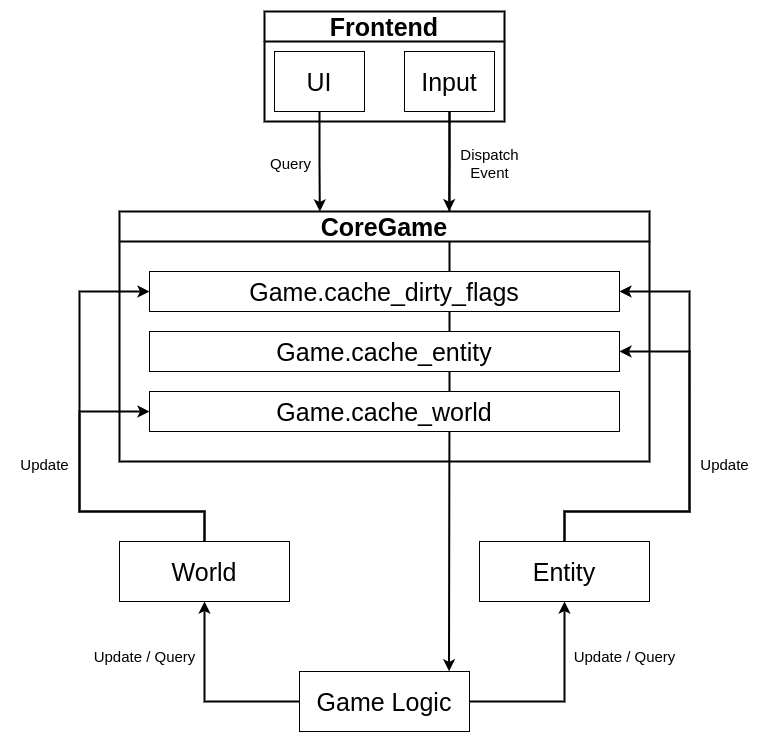 Frontend
UI
Input
Query
Dispatch
Event
CoreGame
Game.cache_dirty_flags
Game.cache_entity
Game.cache_world
Update
Update
World
Entity
Update / Query
Update / Query
Game Logic